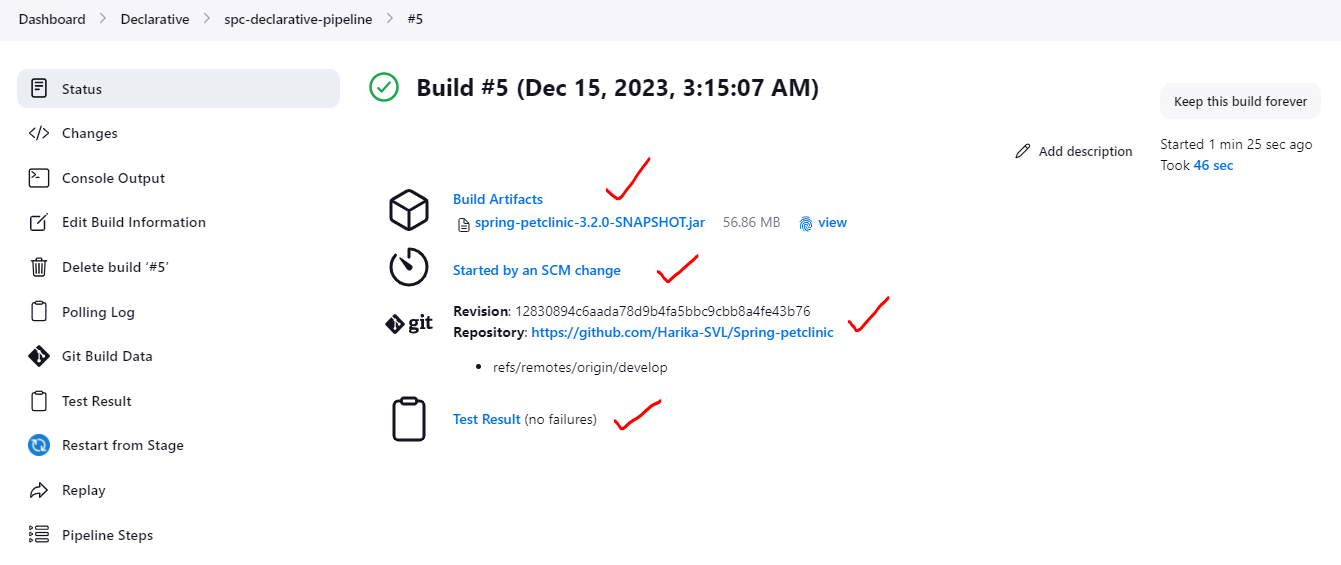 Dashboard > Declarative > spc-declarative-pipeline > #5
Status
Changes
Console Output
Edit Build Information
Delete build ‘#5’
Polling Log
Git Build Data
Test Result
Restart from Stage
Replay
Pipeline Steps
Build #5 (Dec 15, 2023, 3:15:07 AM)
Keep this build forever
Add description
Started 1 min 25 sec ago
Took 46 sec
Build Artifacts
spring-petclinic-3.2.0-SNAPSHOT.jar 56.86 MB view
Started by an SCM change
git
Revision: 12830894c6aada78d9b4fa5bbc9cbb8a4fe43b76
Repository: https://github.com/Harika-SVL/Spring-petclinic
• refs/remotes/origin/develop
Test Result (no failures)